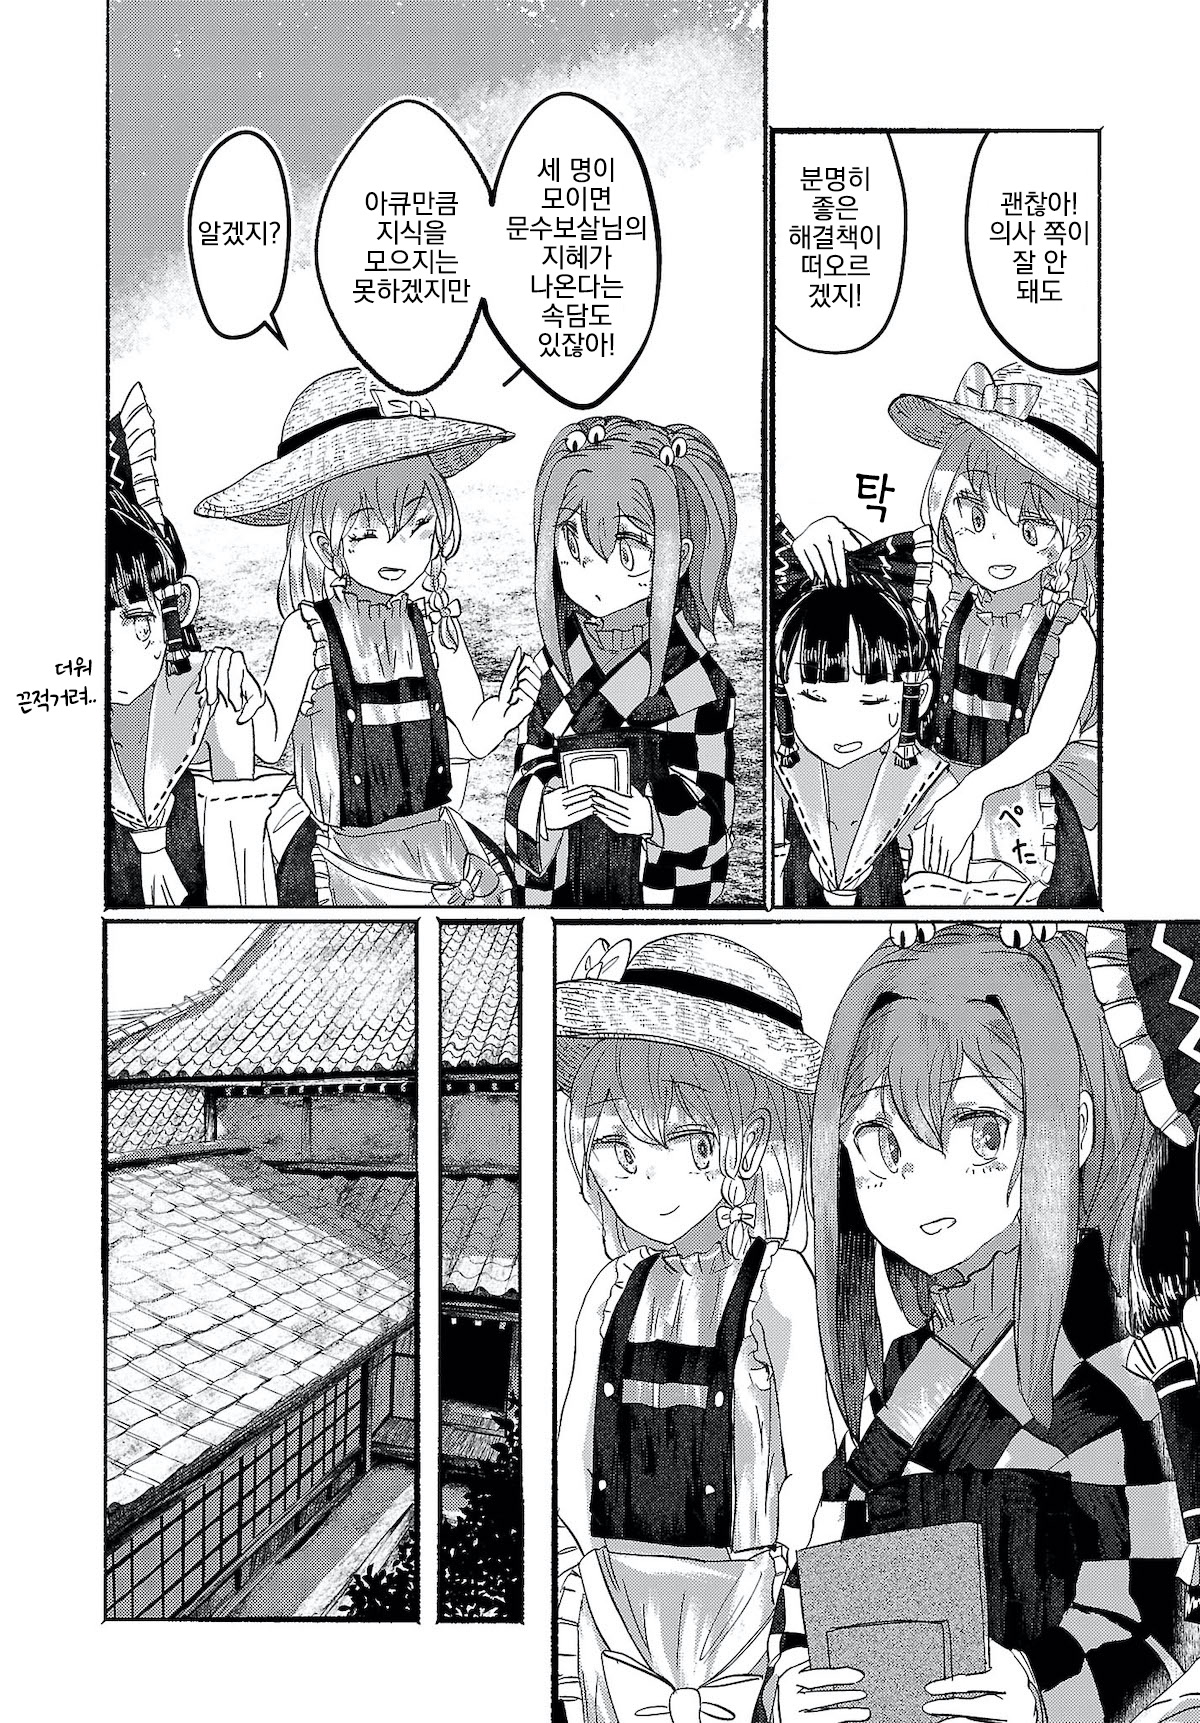 괜찮아!
의사 쪽이
잘 안
돼도
분명히
좋은
해결책이
떠오르
겠지!
탁
ぺ
た
세 명이
모이면
문수보살님의
지혜가
나온다는
속담도
있잖아!
아큐만큼
지식을
모으지는
못하겠지만
알겠지?
더워
끈적거려..